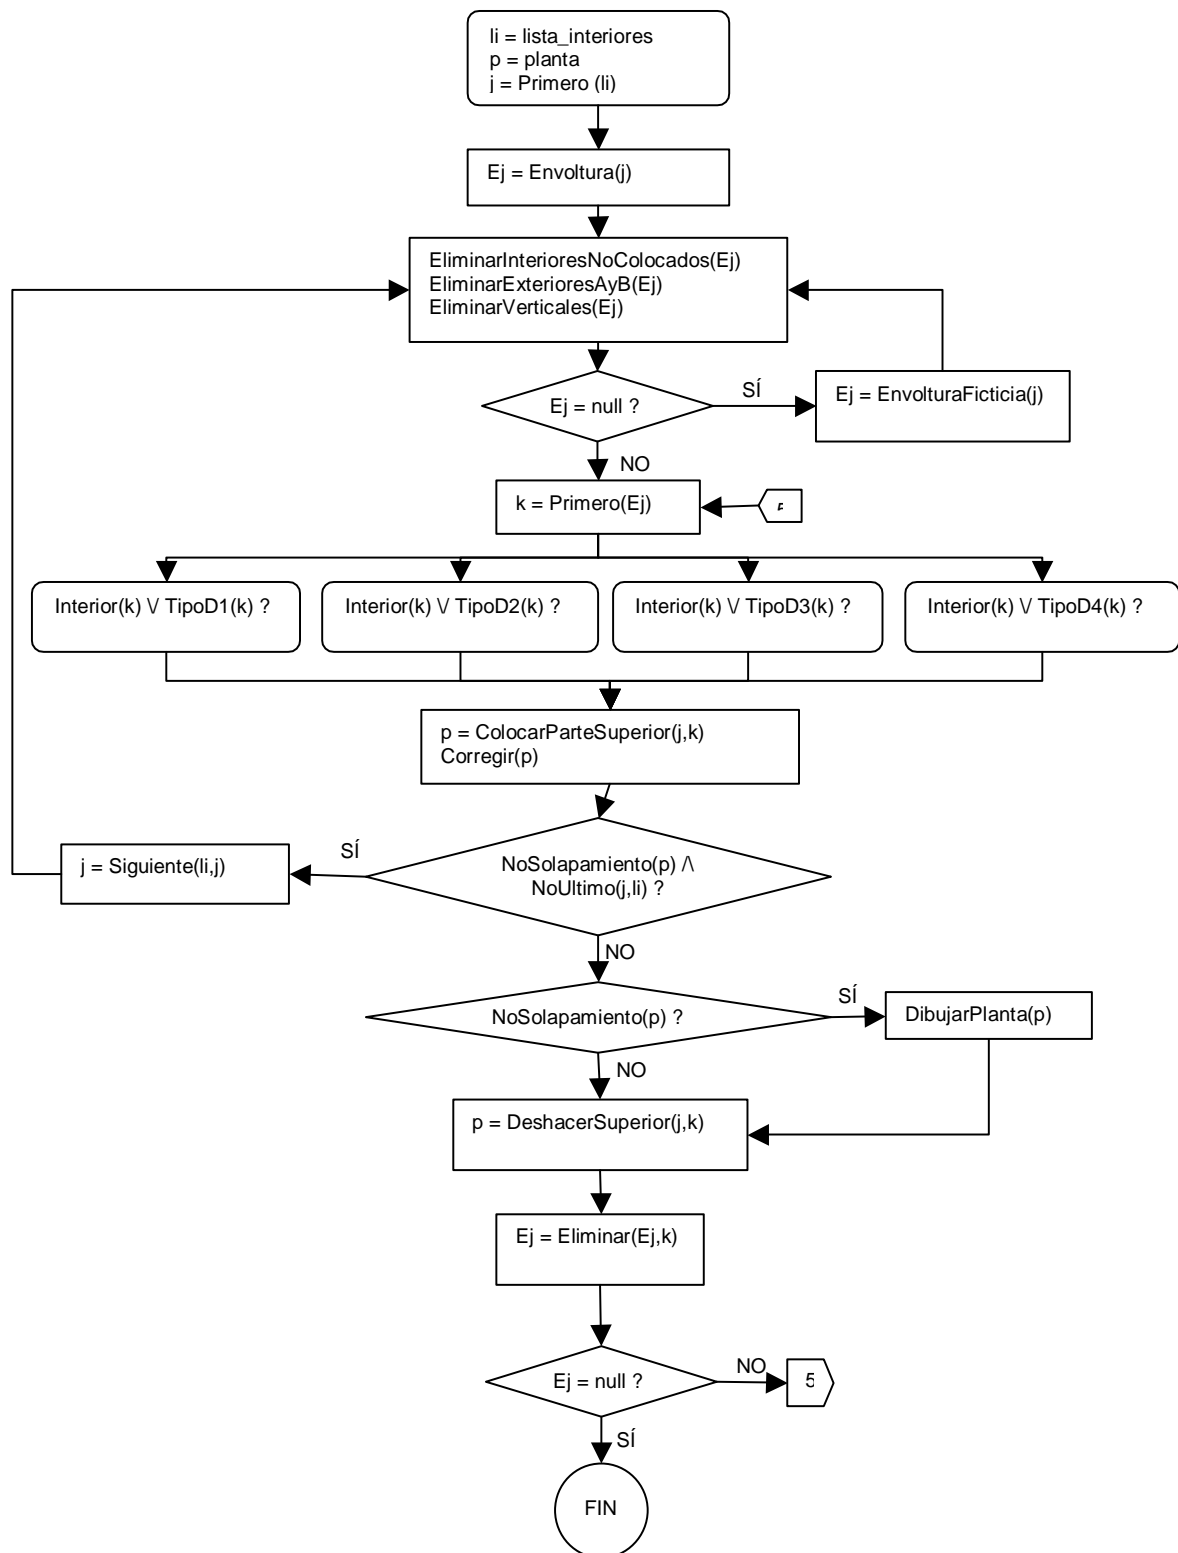 li = lista_interiores
p = planta
j = Primero (li)
Ej = Envoltura(j)
EliminarInterioresNoColocados(Ej)
EliminarExterioresAyB(Ej)
EliminarVerticales(Ej)
Ej = null ?
SÍ
Ej = EnvolturaFicticia(j)
NO
k = Primero(Ej)
Interior(k) \/ TipoD1(k) ?
Interior(k) \/ TipoD2(k) ?
Interior(k) \/ TipoD3(k) ?
Interior(k) \/ TipoD4(k) ?
p = ColocarParteSuperior(j,k)
Corregir(p)
j = Siguiente(li,j)
SÍ
NoSolapamiento(p) /\
NoUltimo(j,li) ?
NO
NoSolapamiento(p) ?
SÍ
DibujarPlanta(p)
NO
p = DeshacerSuperior(j,k)
Ej = Eliminar(Ej,k)
Ej = null ?
NO
5
SÍ
FIN